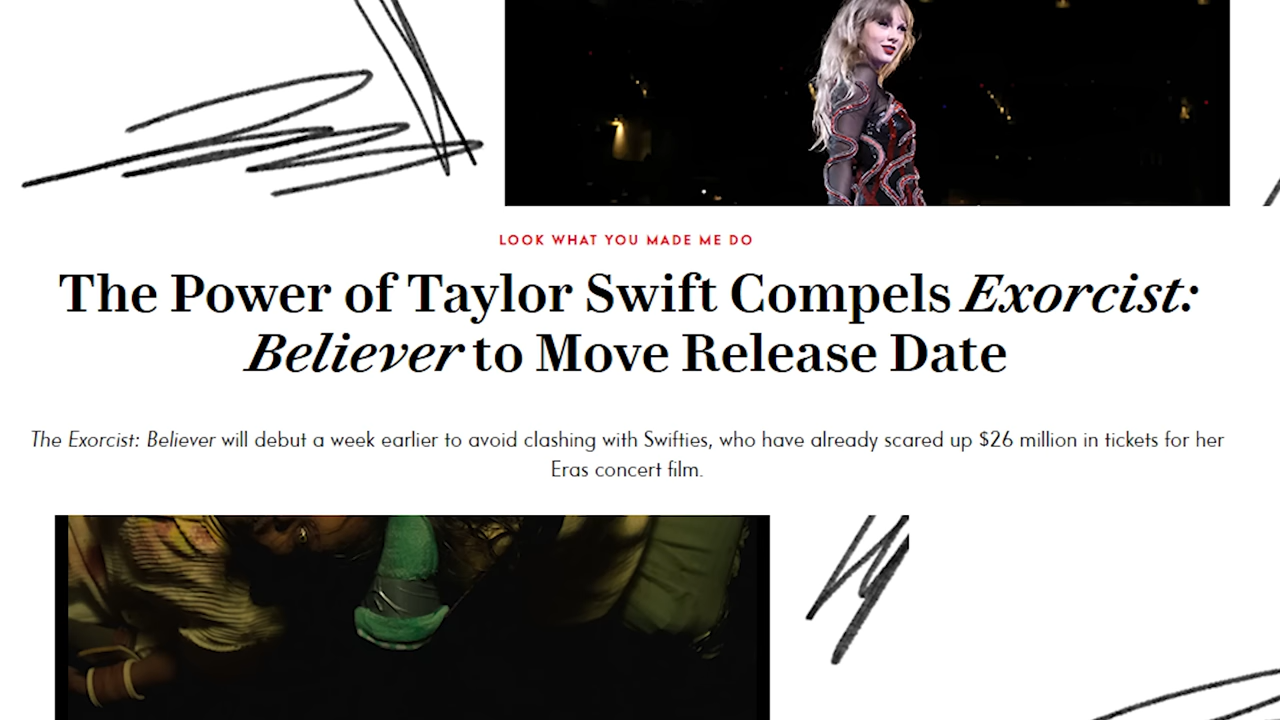 LOOK WHAT YOU MADE ME DO
The Power of Taylor Swift Compels Exorcist:
Believer to Move Release Date
The Exorcist: Believer will debut a week earlier to avoid clashing with Swifties, who have already scared up $26 million in tickets for her
Eras concert film.